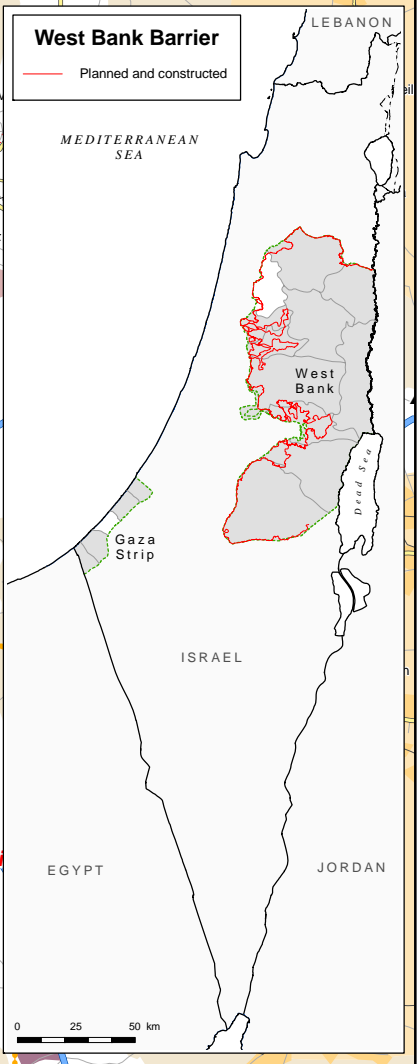 LEBANON
West Bank Barrier
Planned and constructed
MEDITERRANEAN
SEA
eil
West
Bank
Dead Sea
Gaza
Strip
ISRAEL
EGYPT
JORDAN
0 25 50 km